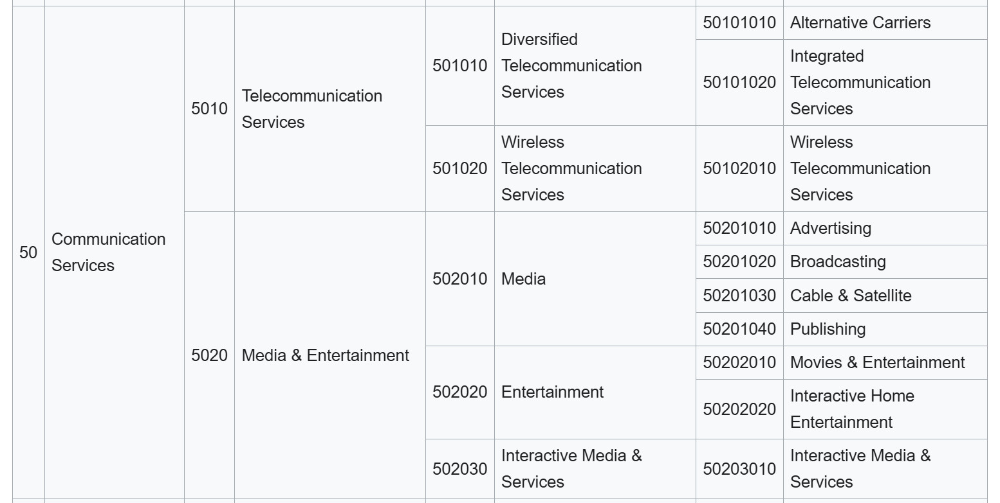 50
Communication
Services
5010
Telecommunication
Services
501010
Diversified
Telecommunication
Services
50101010
Alternative Carriers
50101020
Integrated
Telecommunication
Services
501020
Wireless
Telecommunication
Services
50102010
Wireless
Telecommunication
Services
5020
Media & Entertainment
502010
Media
50201010
Advertising
50201020
Broadcasting
50201030
Cable & Satellite
50201040
Publishing
502020
Entertainment
50202010
Movies & Entertainment
50202020
Interactive Home
Entertainment
502030
Interactive Media &
Services
50203010
Interactive Media &
Services